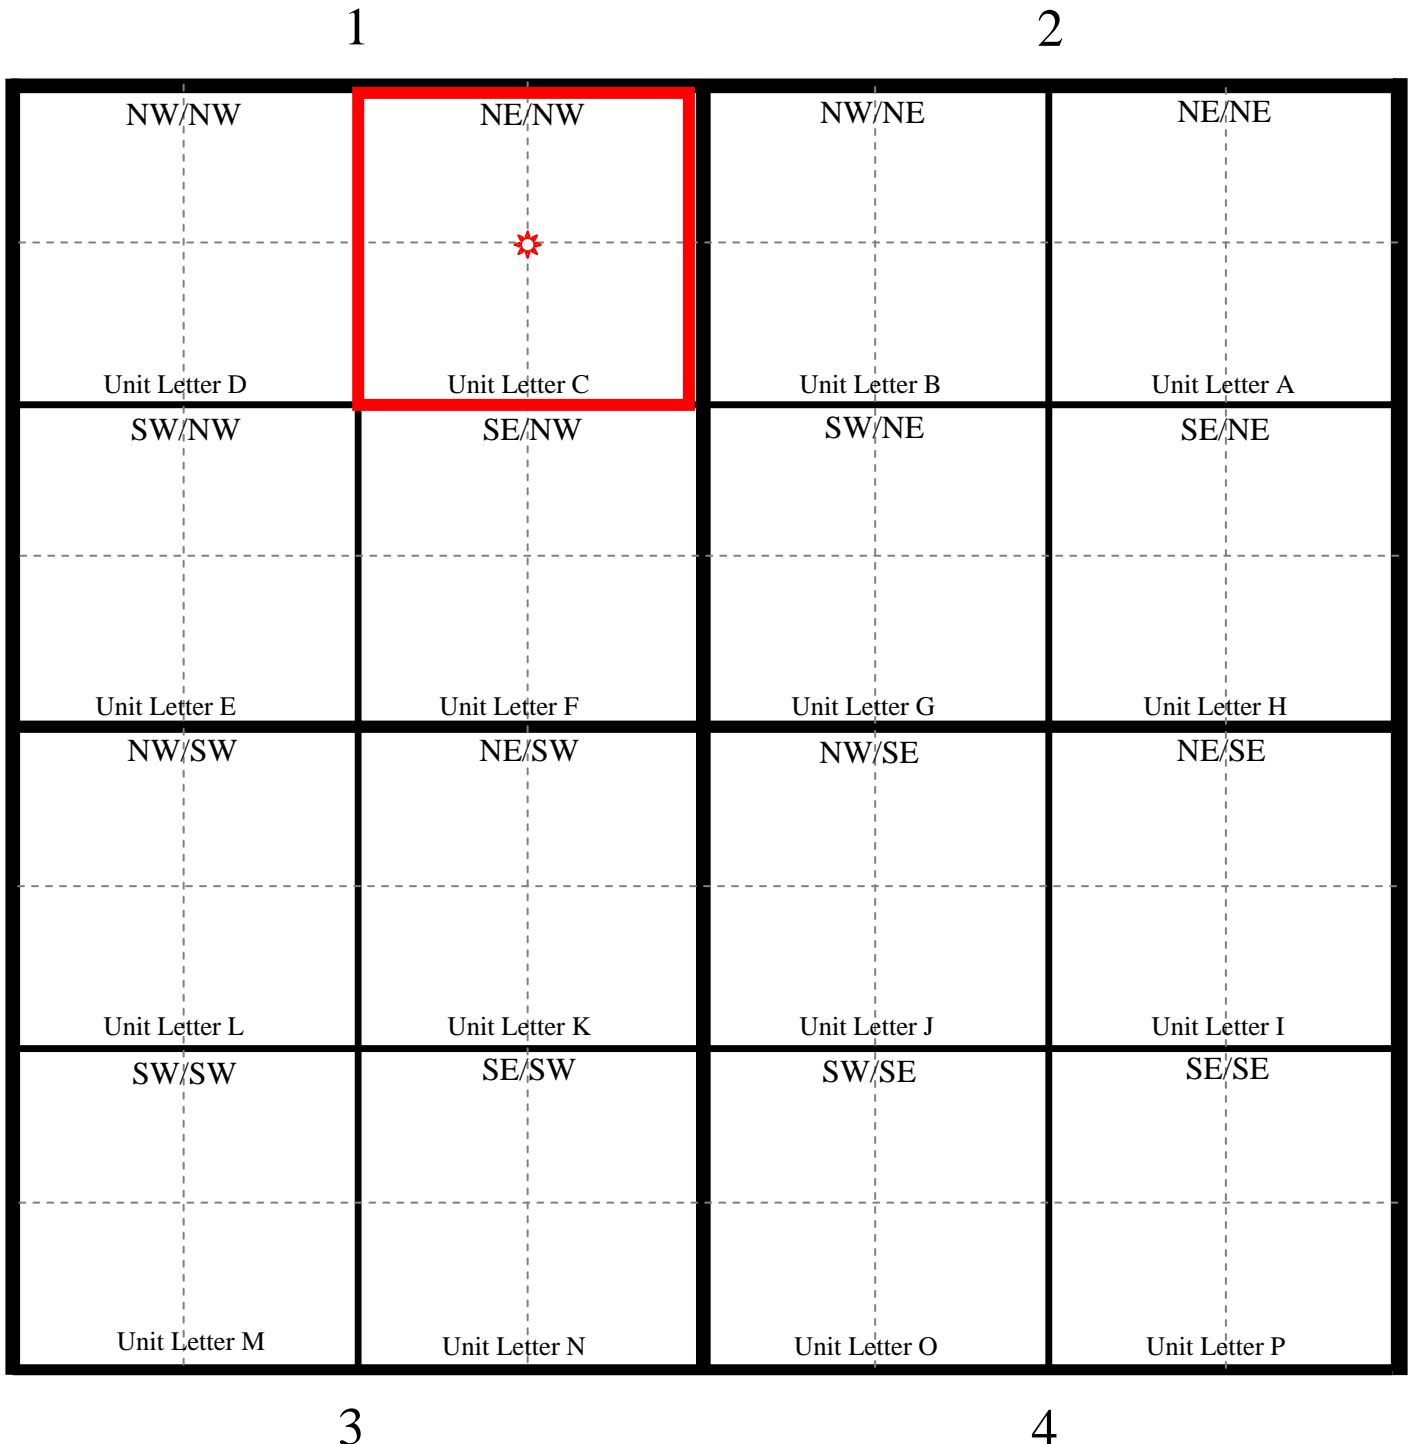 1 2
NW/NW NE/NW NW/NE NE/NE
Unit Letter D Unit Letter C Unit Letter B Unit Letter A
SW/NW SE/NW SW/NE SE/NE
Unit Letter E Unit Letter F Unit Letter G Unit Letter H
NW/SW NE/SW NW/SE NE/SE
Unit Letter L Unit Letter K Unit Letter J Unit Letter I
SW/SW SE/SW SW/SE SE/SE
Unit Letter M Unit Letter N Unit Letter O Unit Letter P
3 4